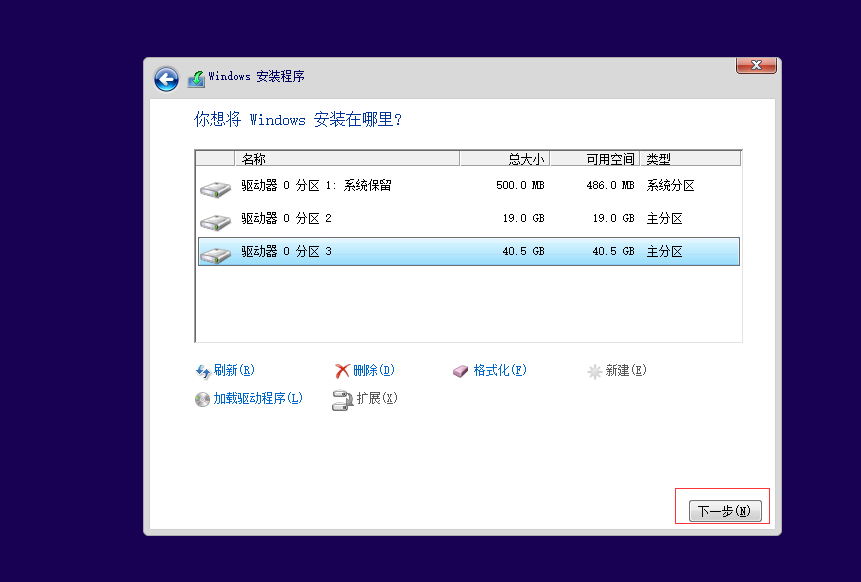 Windows 安装程序
你想将 Windows 安装在哪里?
名称 总大小 可用空间 类型
驱动器 0 分区 1: 系统保留 500.0 MB 486.0 MB 系统分区
驱动器 0 分区 2 19.0 GB 19.0 GB 主分区
驱动器 0 分区 3 40.5 GB 40.5 GB 主分区
刷新(R) 删除(D) 格式化(F) 新建(E)
加载驱动程序(L) 扩展(X)
下一步(N)